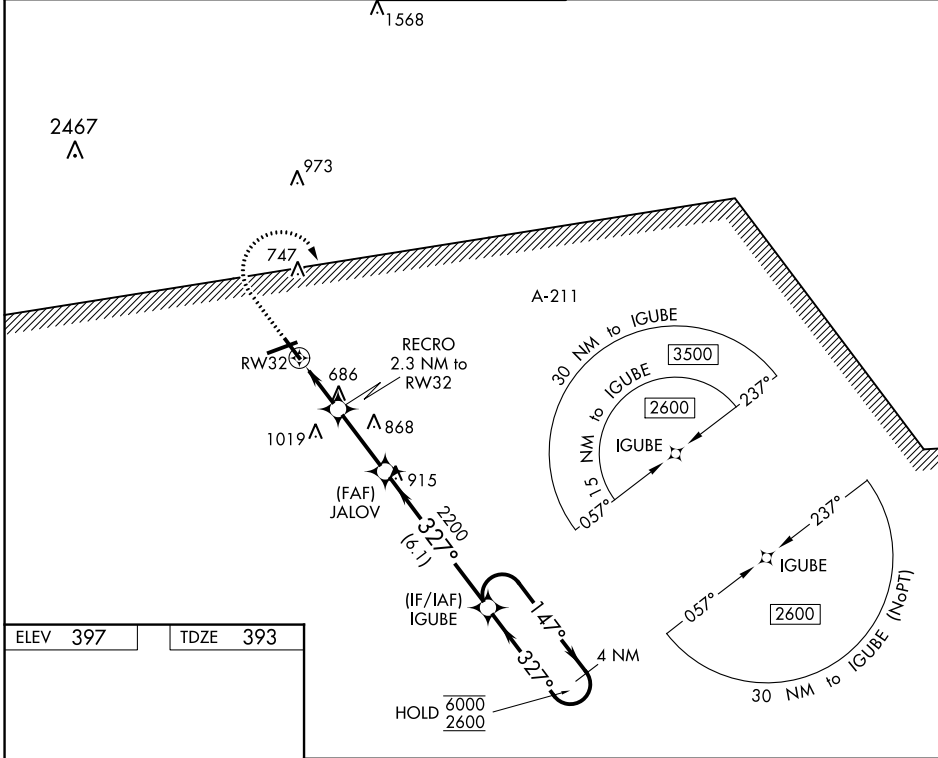 1568
2467
973
747
A-211
30 NM to IGUBE
3500
15 NM to IGUBE
2600
237°
IGUBE
057°
RECRO
2.3 NM to
RW32
RW32
686
1019
868
915
(FAF)
JALOV
2200
327°
(6.1)
(IF/IAF)
IGUBE
147°
327°
4 NM
HOLD 6000
2600
237°
IGUBE
057°
2600
30 NM to IGUBE (NoPT)
ELEV 397
TDZE 393